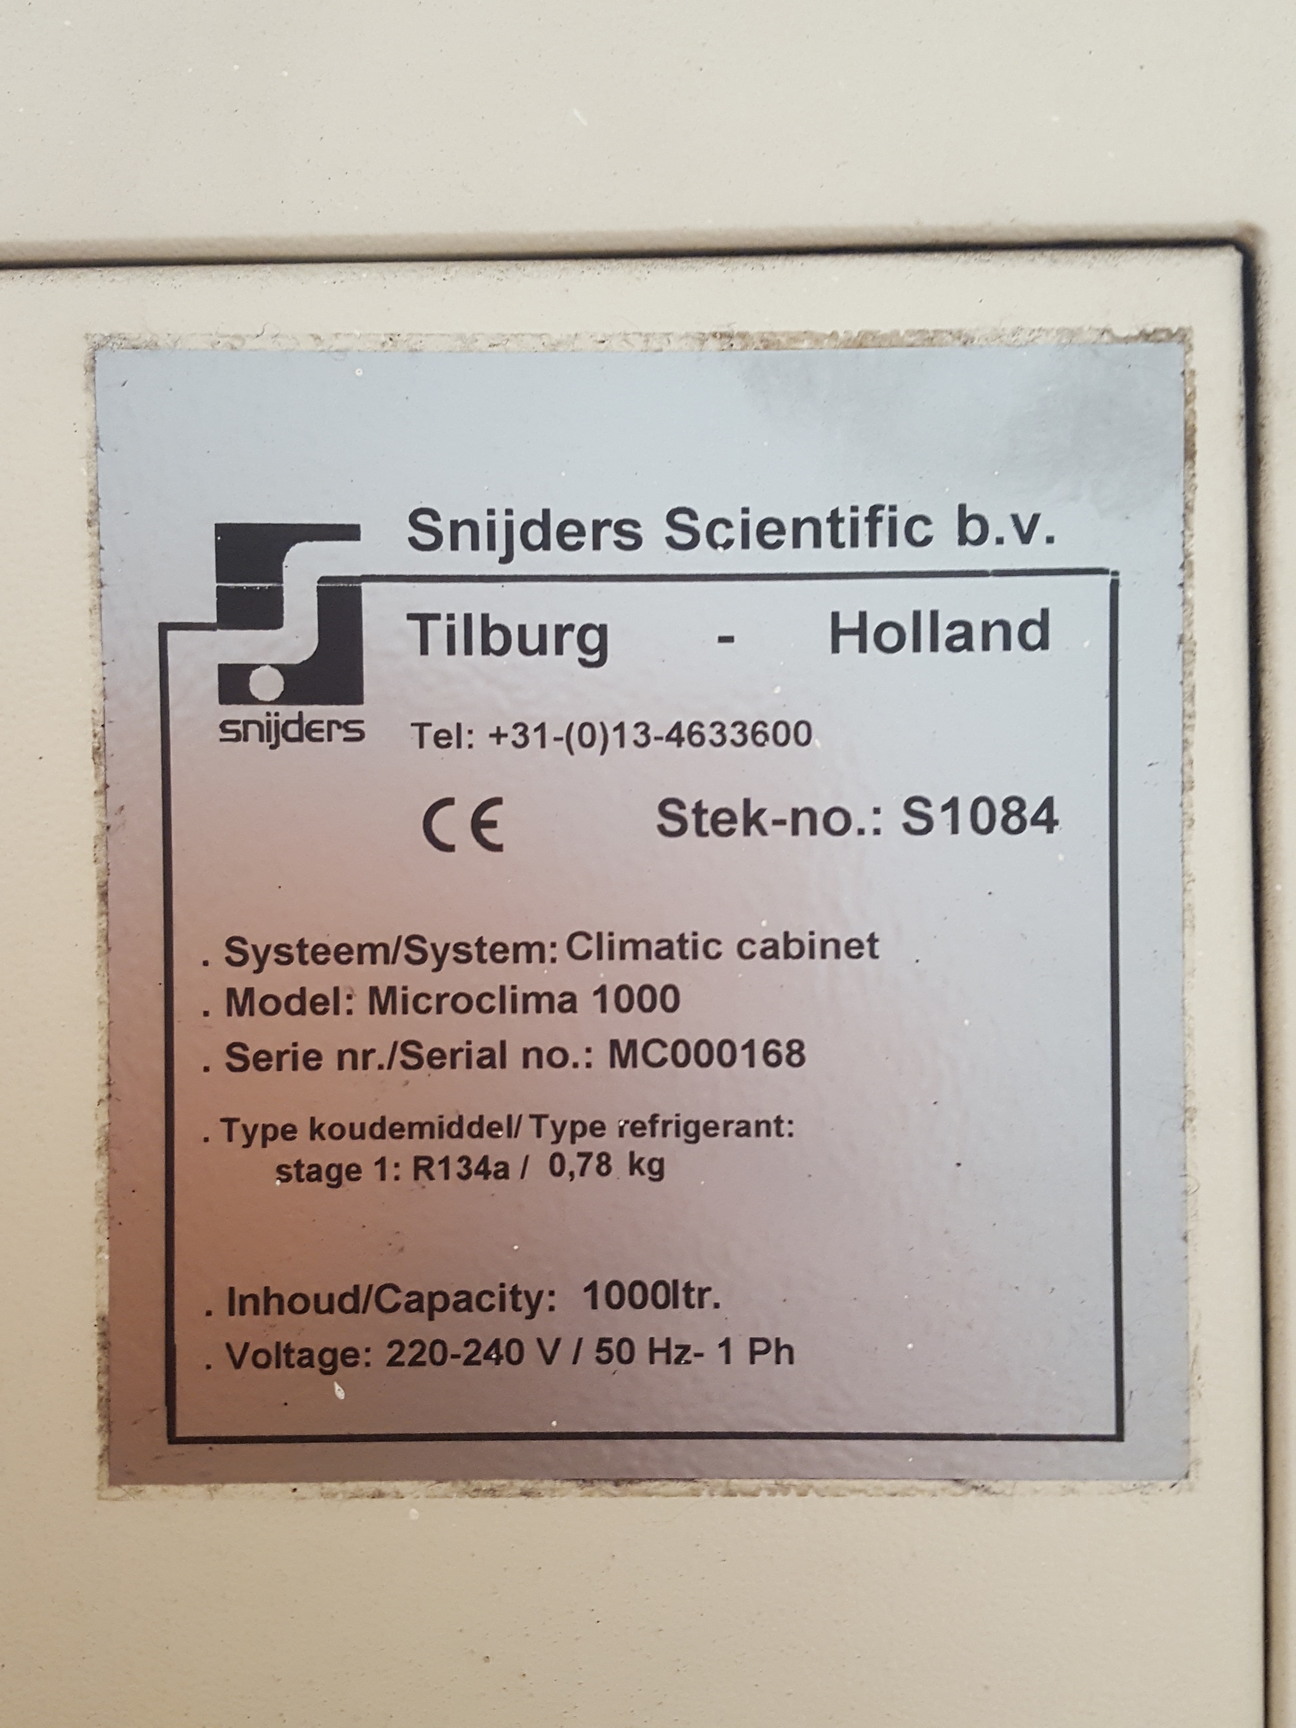 Snijders Scientific b.v.
Tilburg - Holland
snijders
Tel: +31-(0)13-4633600
CE Stek-no.: S1084
. Systeem/System: Climatic cabinet
. Model: Microclima 1000
. Serie nr./Serial no.: MC000168
. Type koudemiddel/ Type refrigerant:
stage 1: R134a / 0,78 kg
. Inhoud/Capacity: 1000ltr.
. Voltage: 220-240 V / 50 Hz- 1 Ph